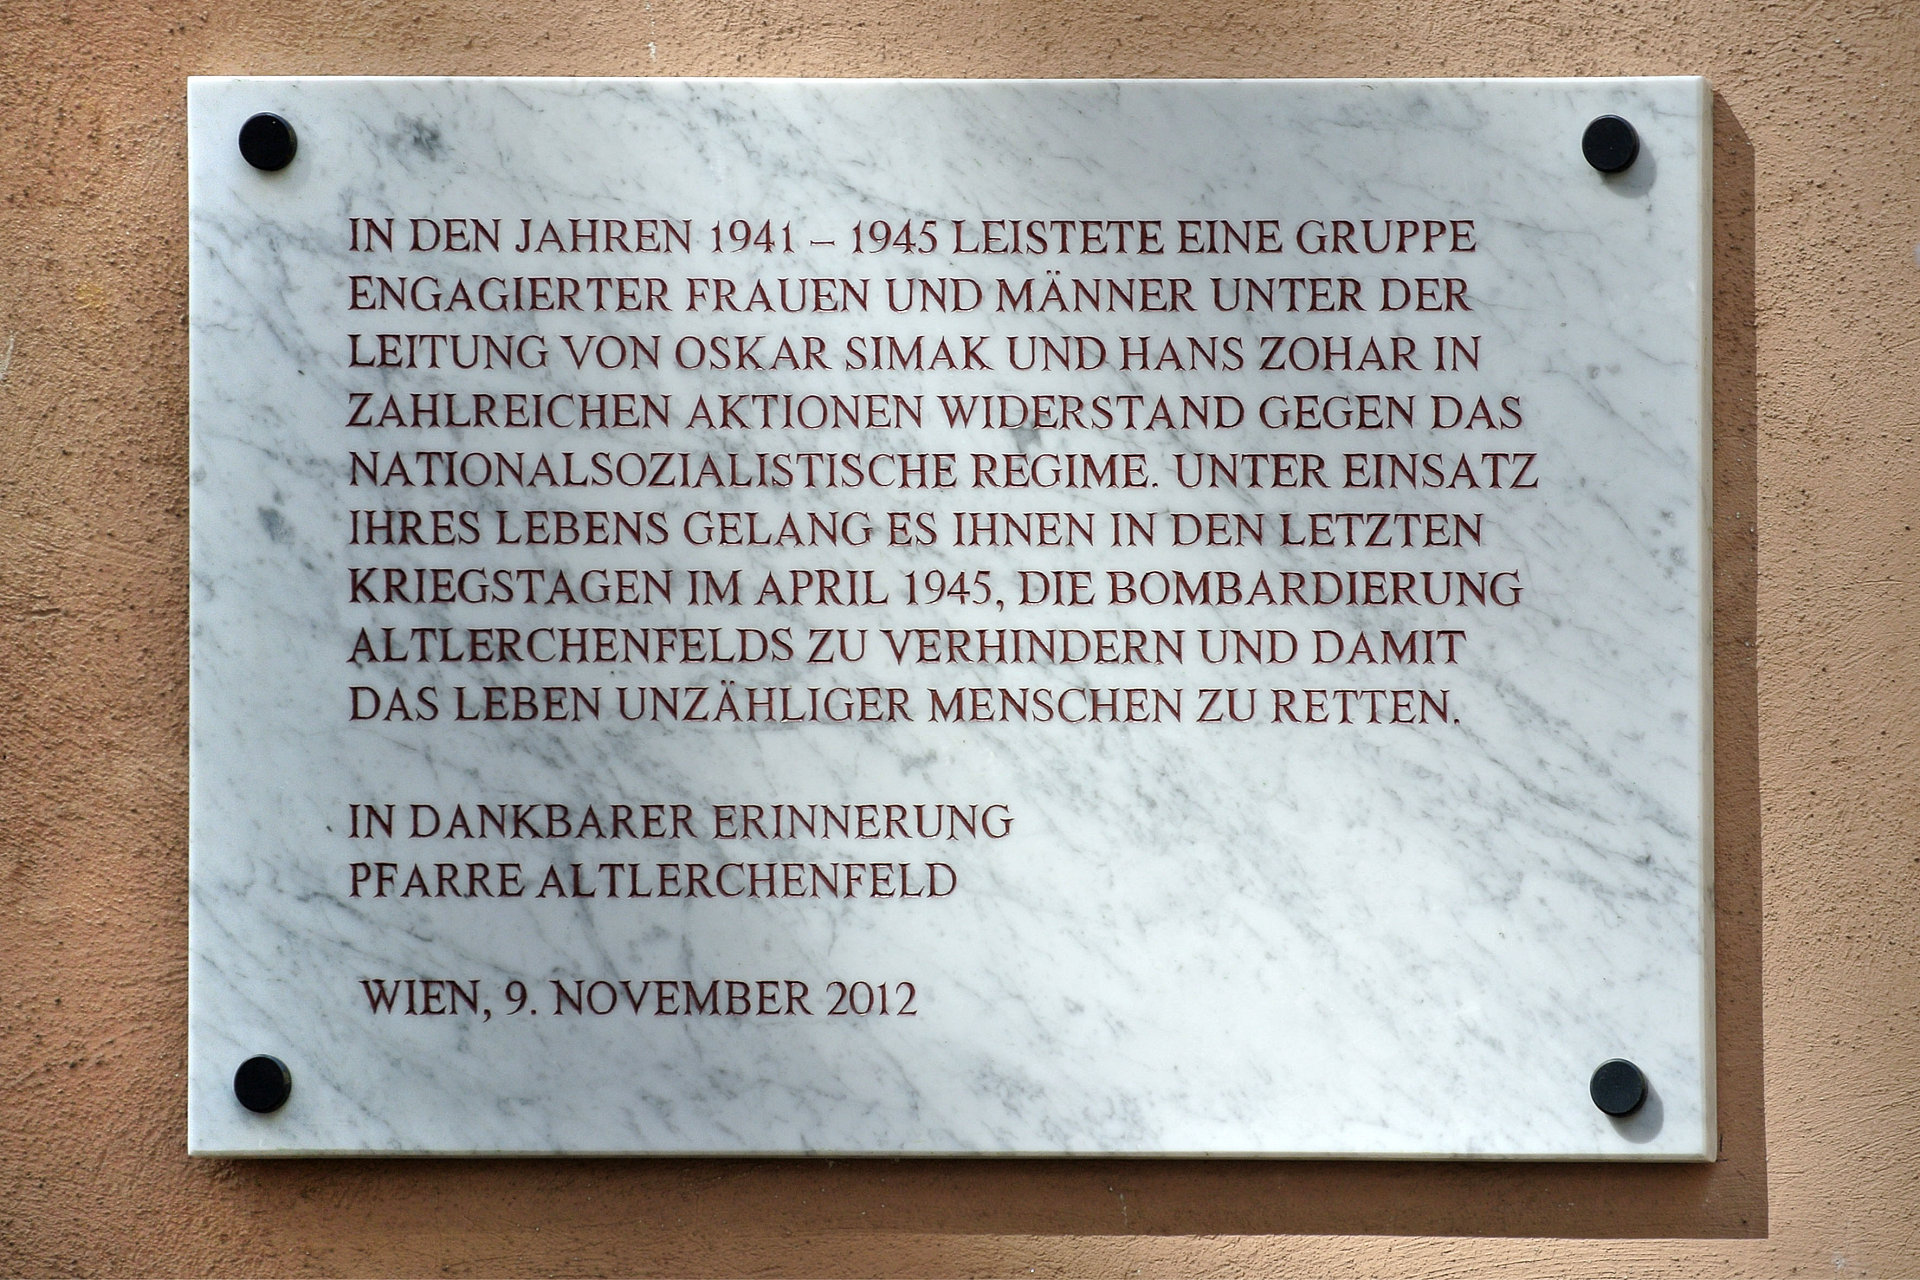 IN DEN JAHREN 1941 – 1945 LEISTETE EINE GRUPPE
ENGAGIERTER FRAUEN UND MÄNNER UNTER DER
LEITUNG VON OSKAR SIMAK UND HANS ZOHAR IN
ZAHLREICHEN AKTIONEN WIDERSTAND GEGEN DAS
NATIONALSOZIALISTISCHE REGIME. UNTER EINSATZ
IHRES LEBENS GELANG ES IHNEN IN DEN LETZTEN
KRIEGSTAGEN IM APRIL 1945, DIE BOMBARDIERUNG
ALTLERCHENFELDS ZU VERHINDERN UND DAMIT
DAS LEBEN UNZÄHLIGER MENSCHEN ZU RETTEN.
IN DANKBARER ERINNERUNG
PFARRE ALTLERCHENFELD
WIEN, 9. NOVEMBER 2012